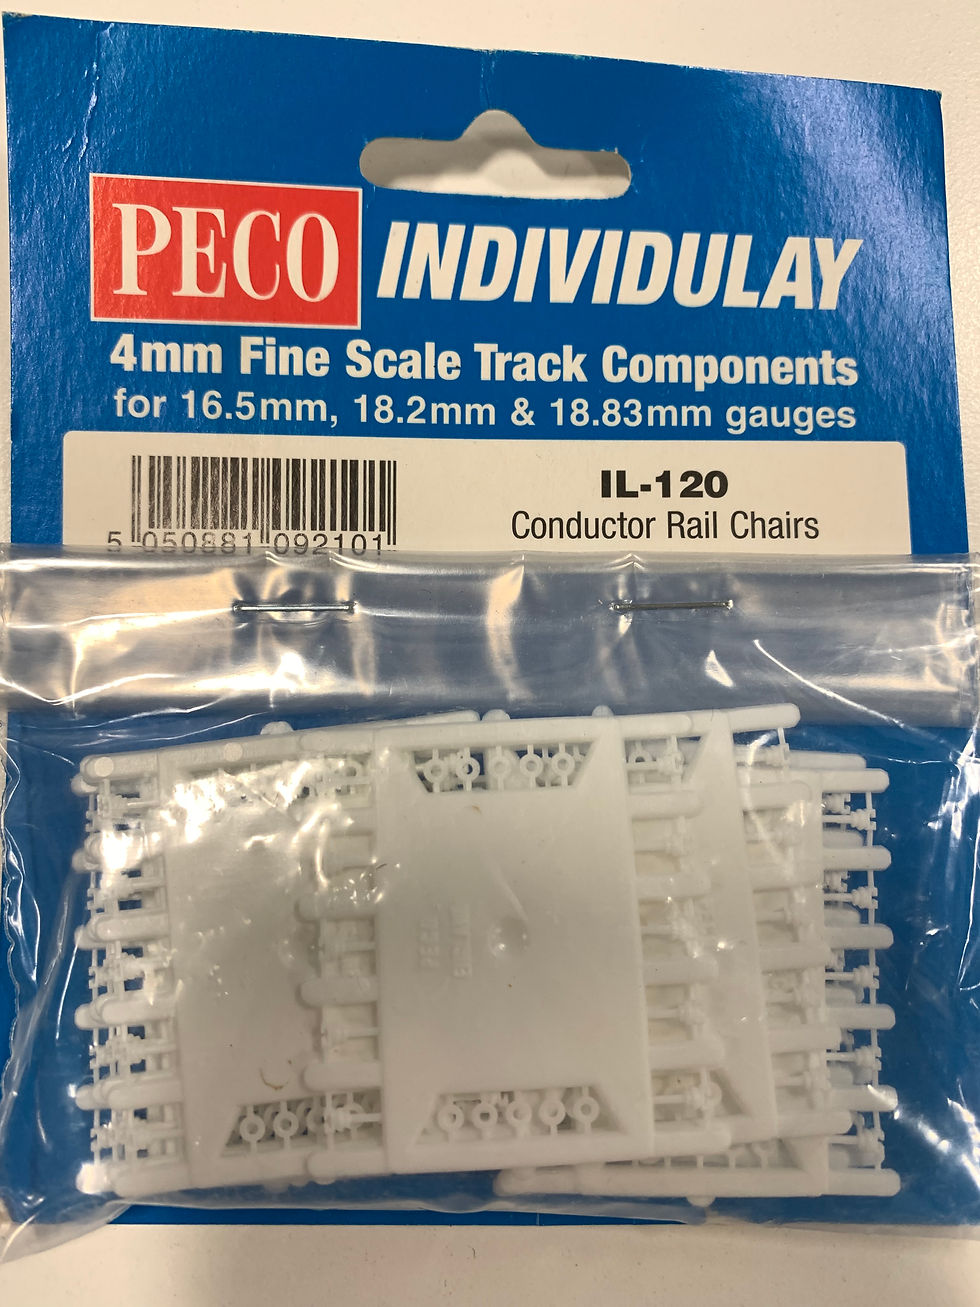 PECO INDIVIDULAY
4mm Fine Scale Track Components
for 16.5mm, 18.2mm & 18.83mm gauges
IL-120
Conductor Rail Chairs
5 050881 092101